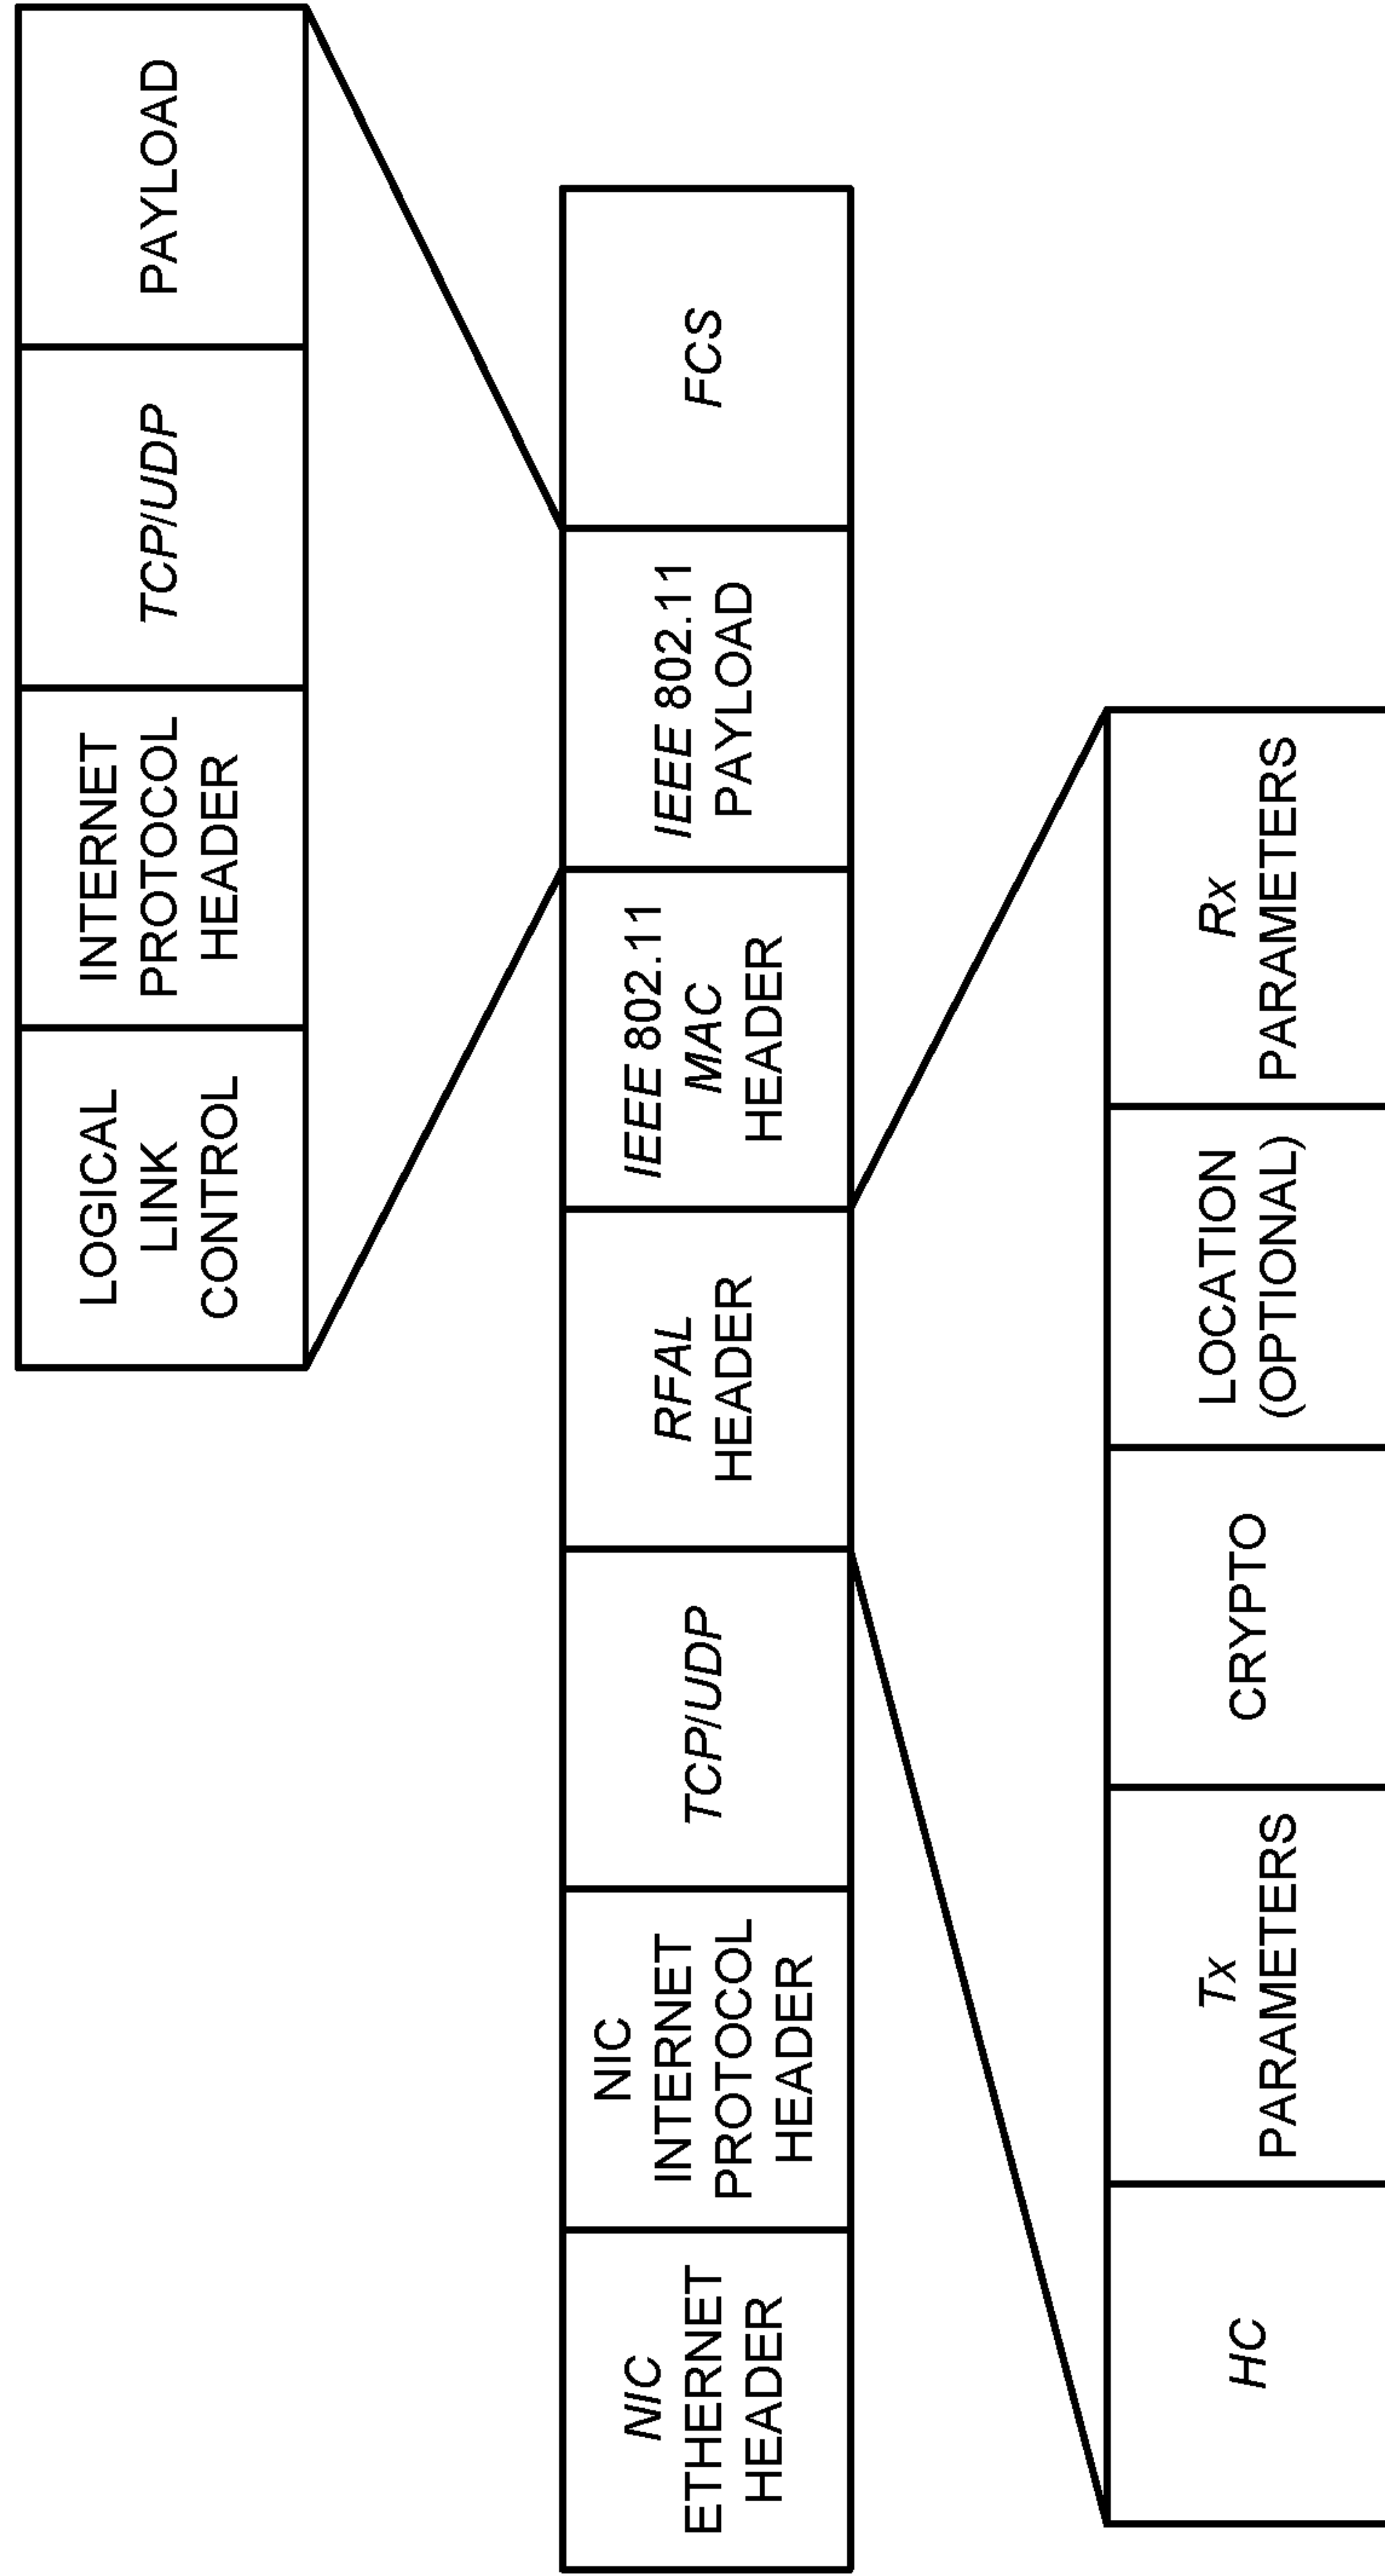 LOGICAL
LINK
CONTROL
INTERNET
PROTOCOL
HEADER
TCP/UDP
PAYLOAD
NIC
ETHERNET
HEADER
NIC
INTERNET
PROTOCOL
HEADER
TCP/UDP
RFAL
HEADER
IEEE 802.11
MAC
HEADER
IEEE 802.11
PAYLOAD
FCS
HC
Tx
PARAMETERS
CRYPTO
LOCATION
(OPTIONAL)
Rx
PARAMETERS